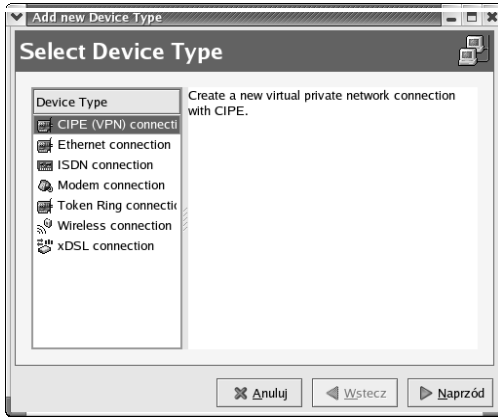 Add new Device Type
Select Device Type
Device Type
CIPE (VPN) connecti
Ethernet connection
ISDN connection
Modem connection
Token Ring connectic
Wireless connection
xDSL connection
Create a new virtual private network connection
with CIPE.
Anuluj
Wstecz
Naprzód